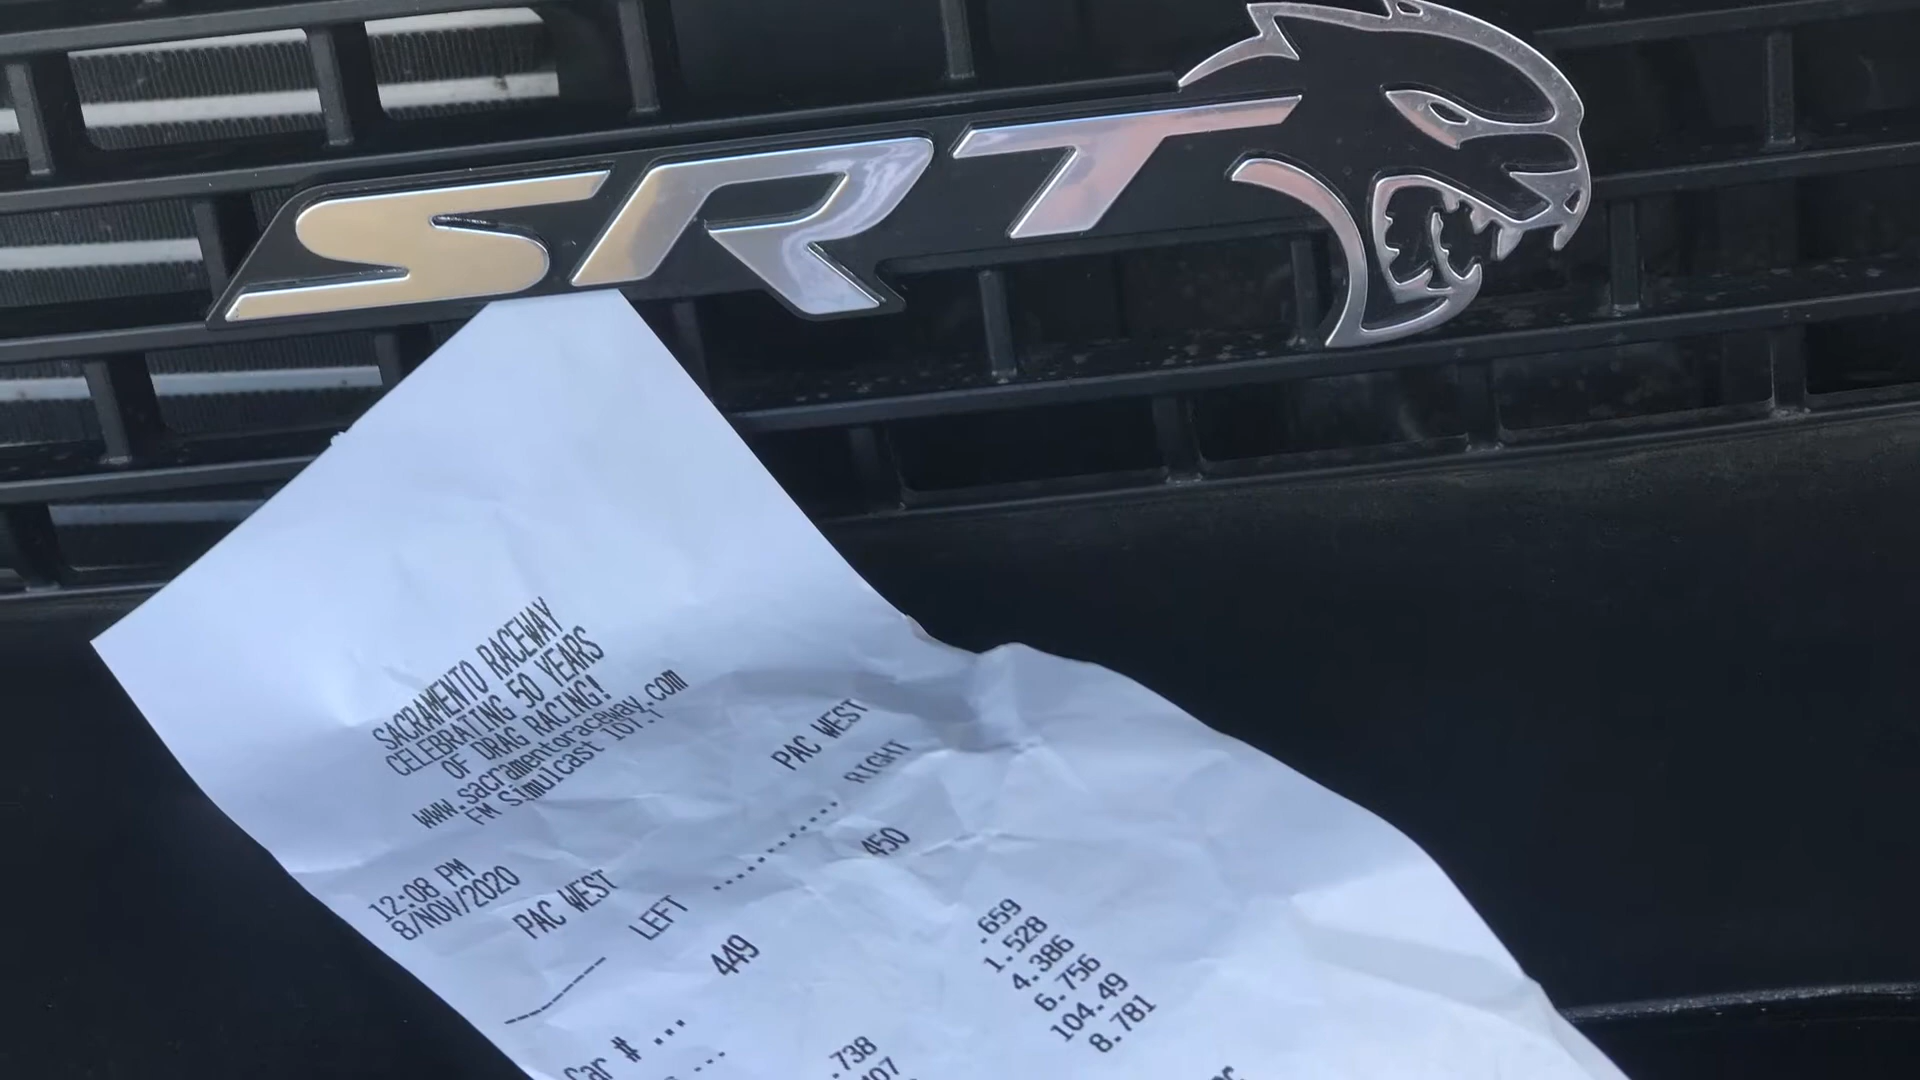 SRT
SACRAMENTO RACEWAY
CELEBRATING 50 YEARS
OF DRAG RACING!
www.sacramentoraceway.com
FM Simulcast 107.1
12:08 PM
8/NOV/2020
PAC WEST PAC WEST
LEFT ............ RIGHT
Car # ... 449 450
.738 .659
1.528
4.386
6.756
104.49
8.781